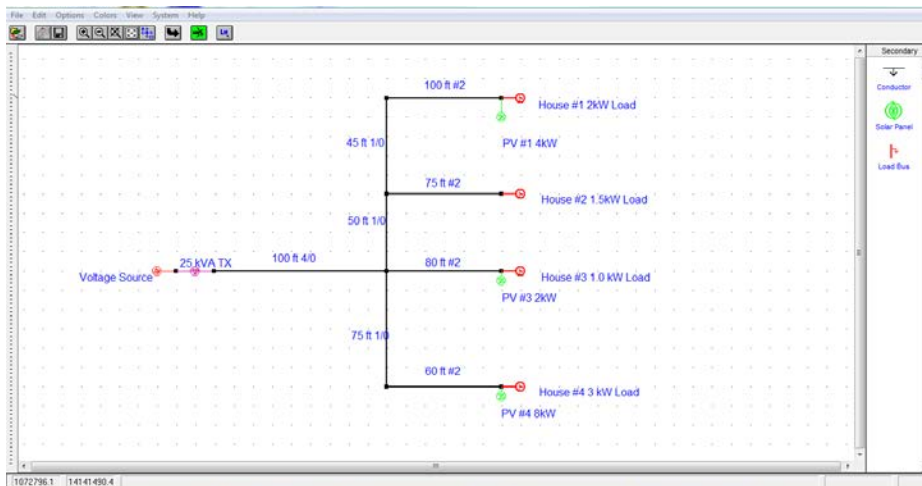 File Edit Options Colors View System Help
Secondary
Conductor
Solar Panel
Load Bus
100 ft #2
House #1 2kW Load
PV #1 4kW
45 ft 1/0
75 ft #2
House #2 1.5kW Load
50 ft 1/0
25 kVA TX
100 ft 4/0
80 ft #2
Voltage Source
House #3 1.0 kW Load
PV #3 2kW
75 ft 1/0
60 ft #2
House #4 3 kW Load
PV #4 8kW
1072796.1 14141490.4